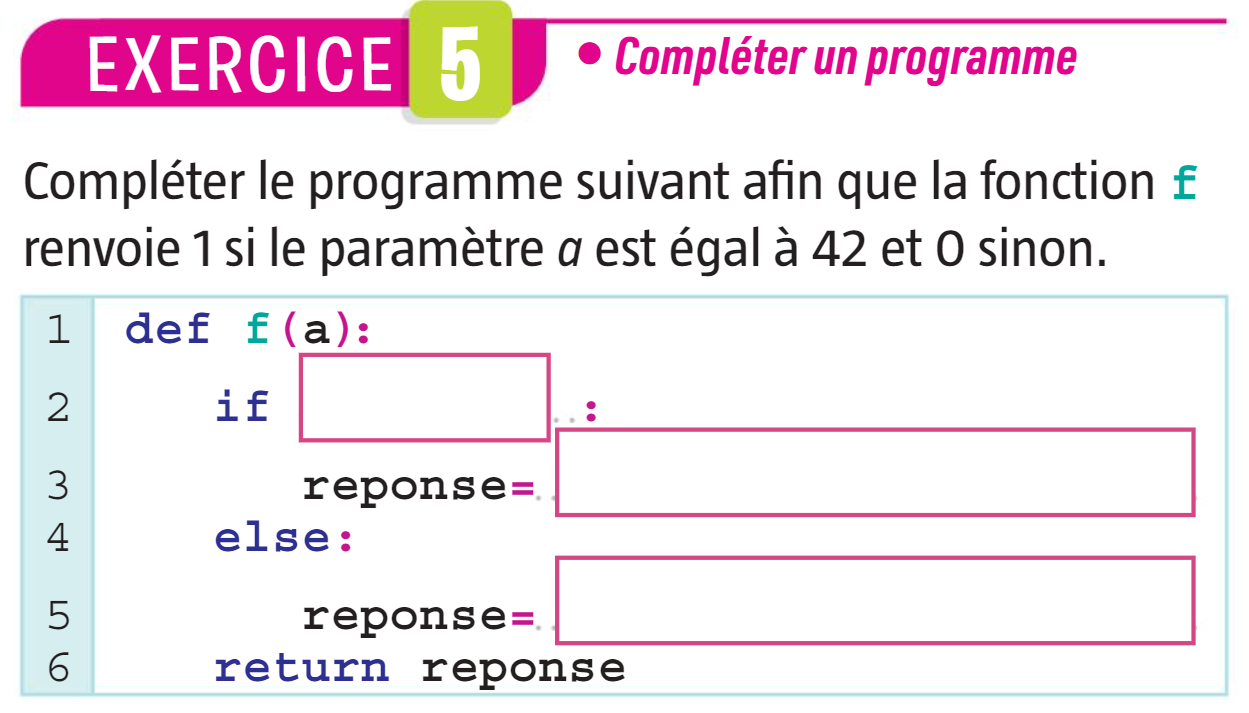 EXERCICE 5 • Compléter un programme
Compléter le programme suivant afin que la fonction f
renvoie 1 si le paramètre a est égal à 42 et 0 sinon.
1 def f(a):
2 if ..:
3 reponse=..
4 else:
5 reponse=..
6 return reponse